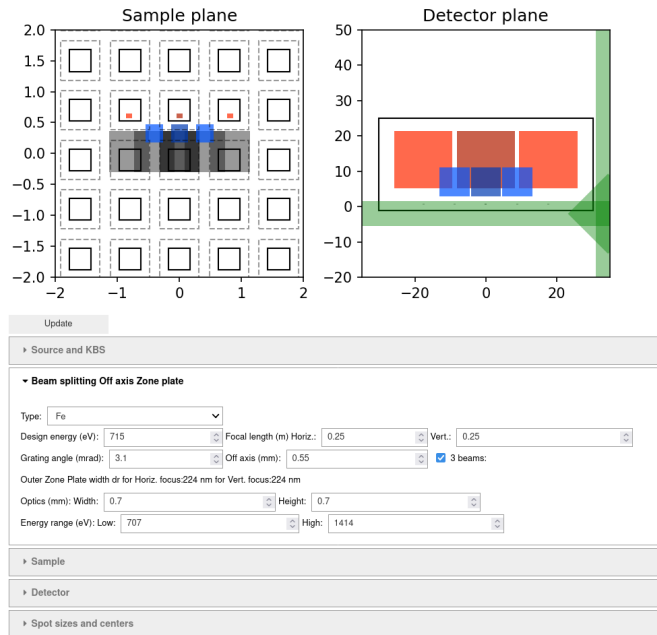 Sample plane
Detector plane
2.0
1.5
1.0
0.5
0.0
−0.5
−1.0
−1.5
−2.0
−2
−1
0
1
2
50
40
30
20
10
0
−10
−20
−20
0
20
Update
Source and KBS
Beam splitting Off axis Zone plate
Type: Fe
Design energy (eV): 715 Focal length (m) Horiz.: 0.25 Vert.: 0.25
Grating angle (mrad): 3.1 Off axis (mm): 0.55 3 beams:
Outer Zone Plate width dr for Horiz. focus:224 nm for Vert. focus:224 nm
Optics (mm): Width: 0.7 Height: 0.7
Energy range (eV): Low: 707 High: 1414
Sample
Detector
Spot sizes and centers